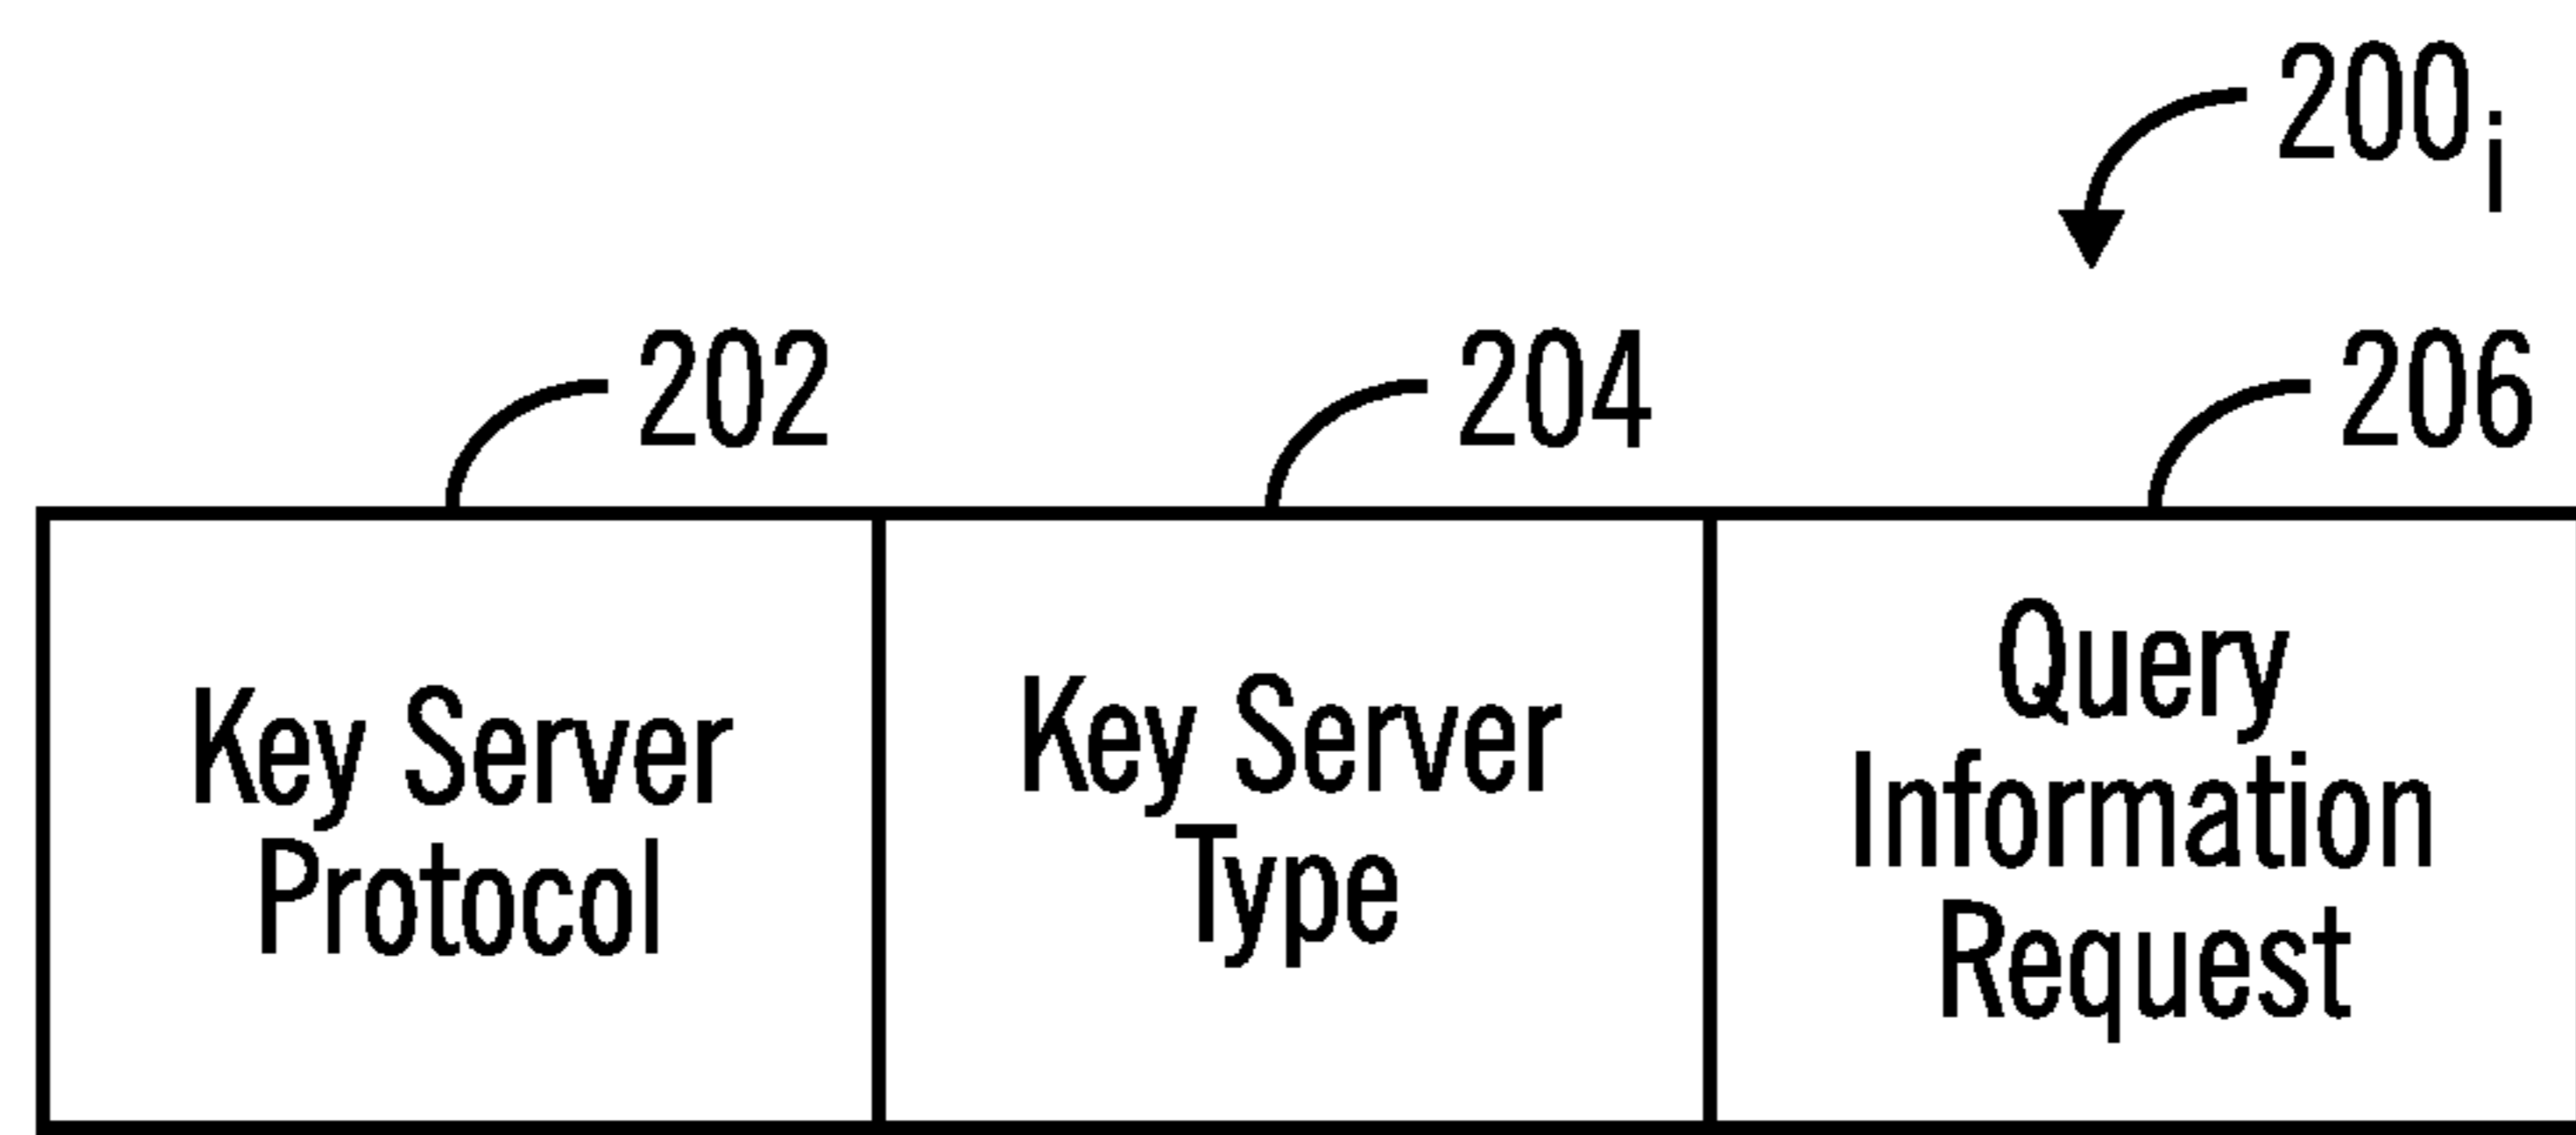 200i
202
204
206
Key Server
Protocol
Key Server
Type
Query
Information
Request